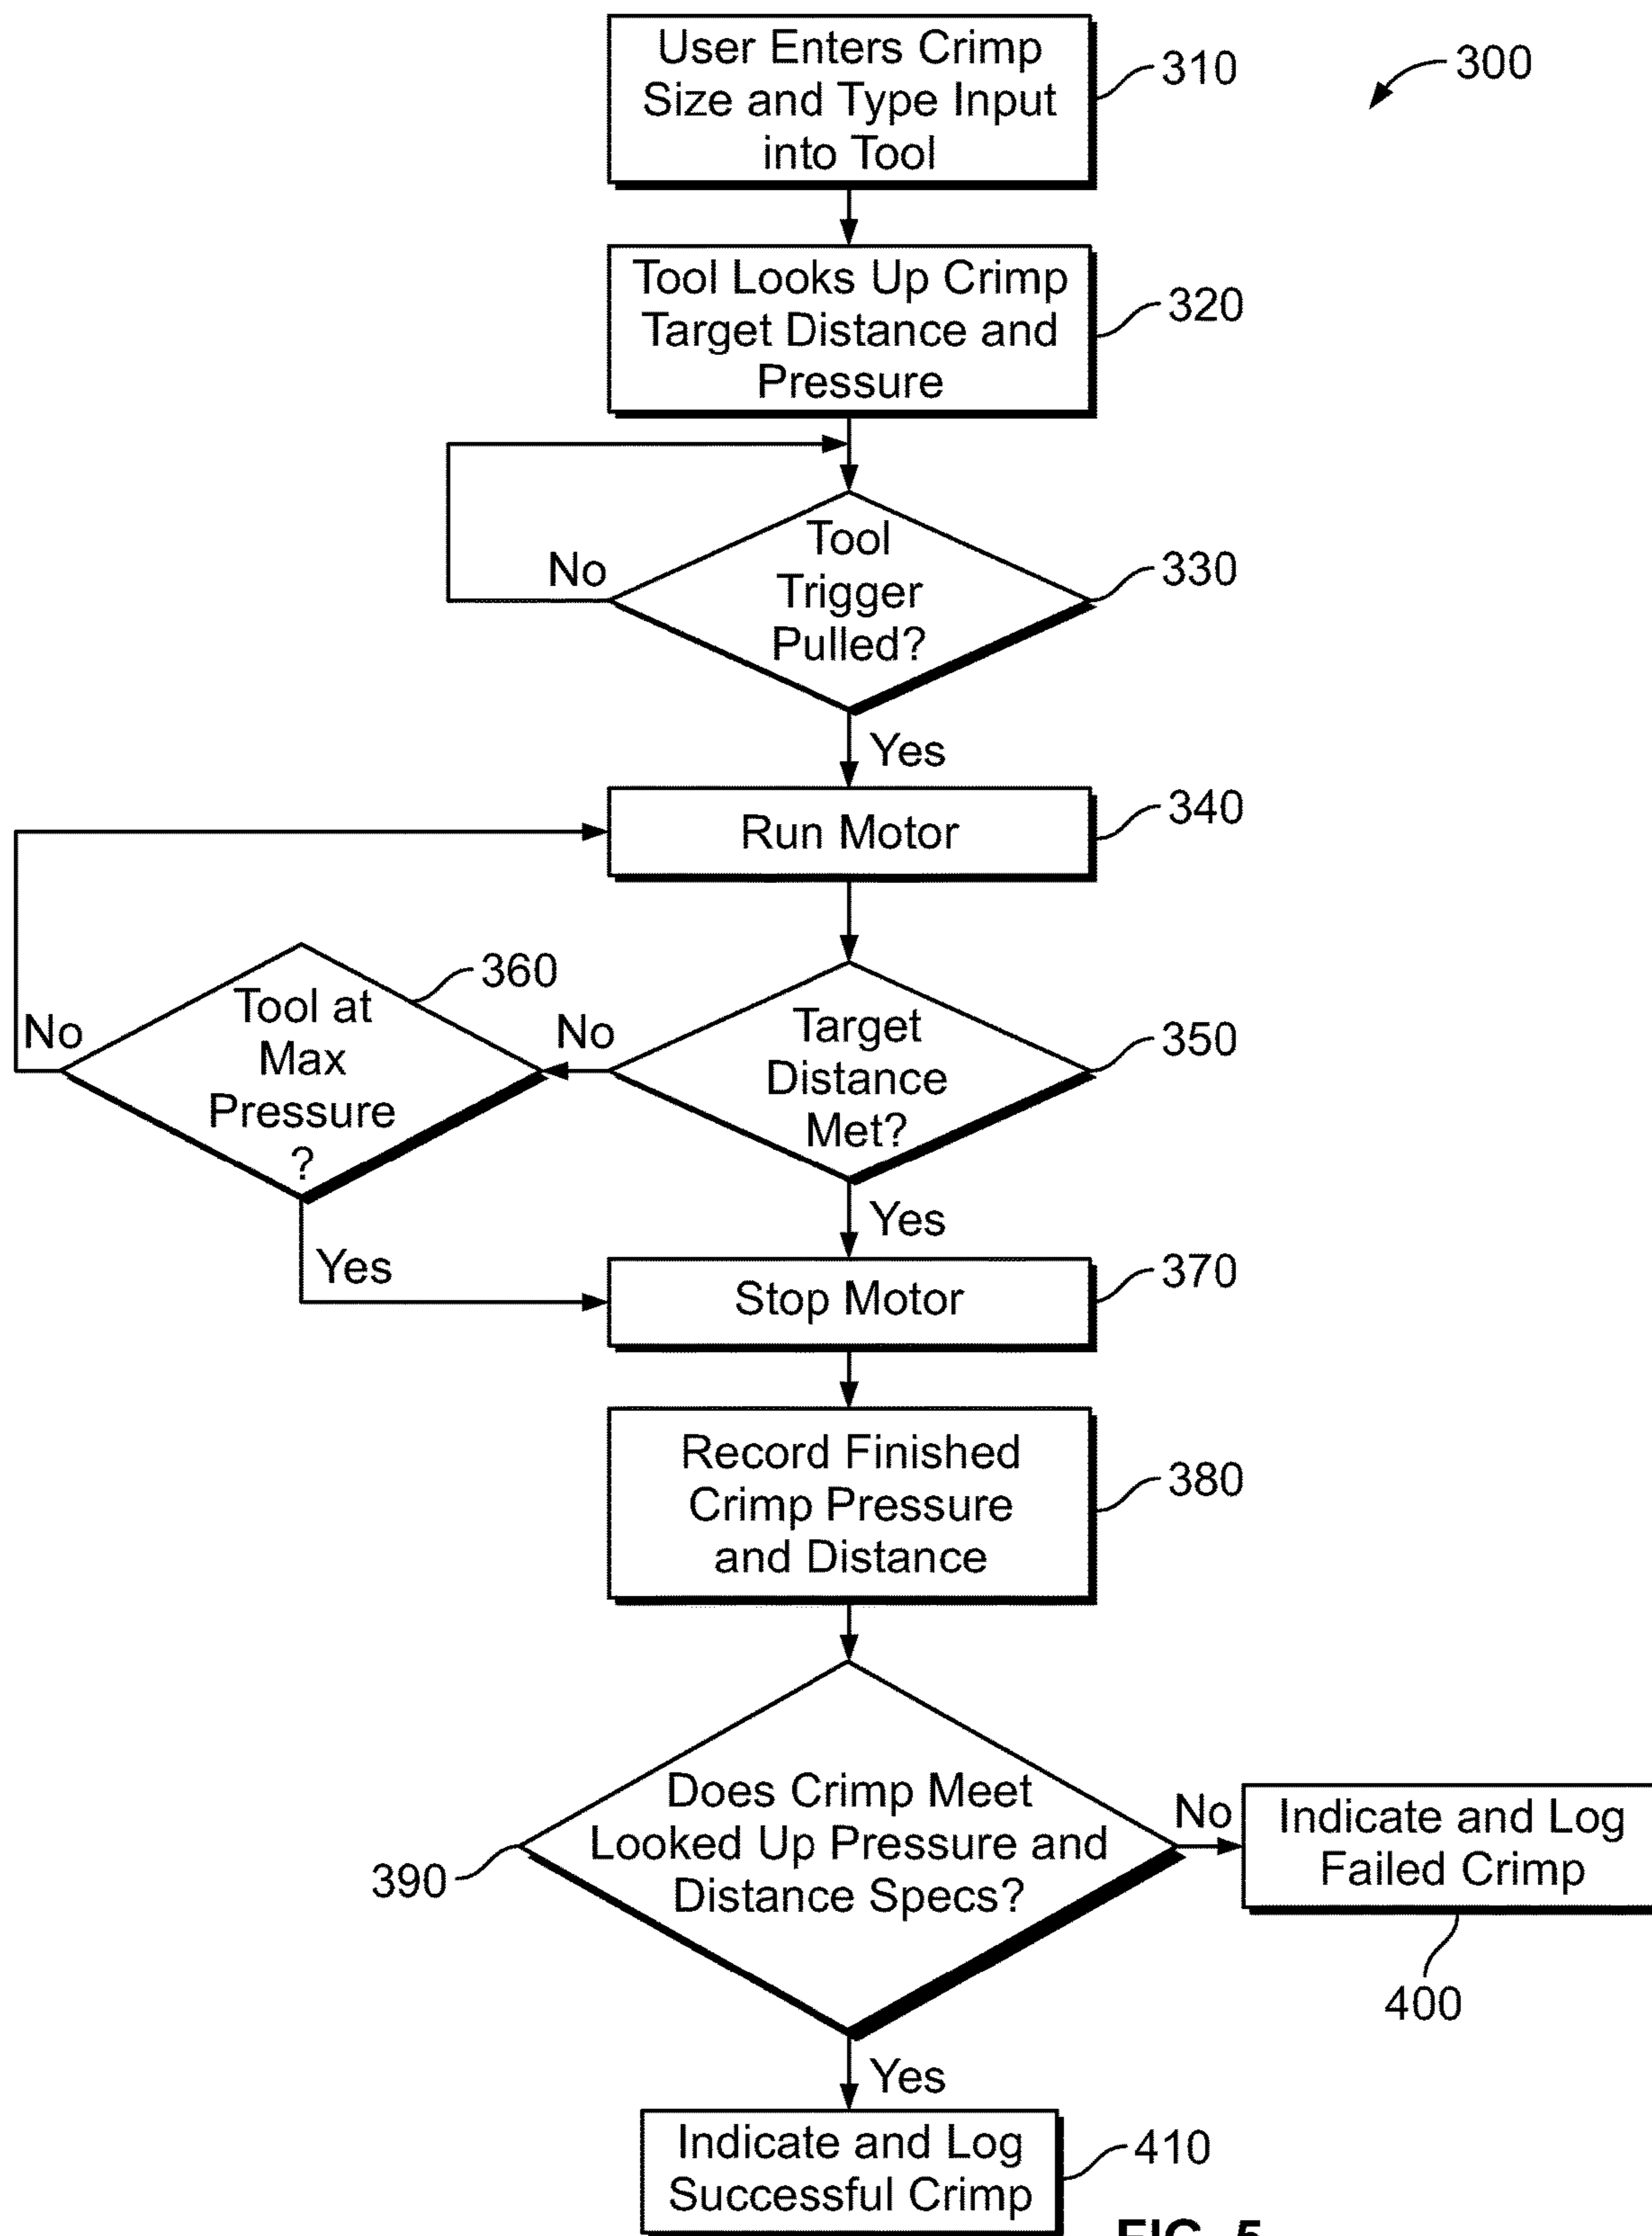 User Enters Crimp
Size and Type Input
into Tool
310
300
Tool Looks Up Crimp
Target Distance and
Pressure
320
Tool
Trigger
Pulled?
330
No
Yes
Run Motor
340
360
Tool at
Max
Pressure
?
No
No
Target
Distance
Met?
350
Yes
Yes
Stop Motor
370
Record Finished
Crimp Pressure
and Distance
380
Does Crimp Meet
Looked Up Pressure and
Distance Specs?
390
No
Indicate and Log
Failed Crimp
400
Yes
Indicate and Log
Successful Crimp
410
FIG. 5